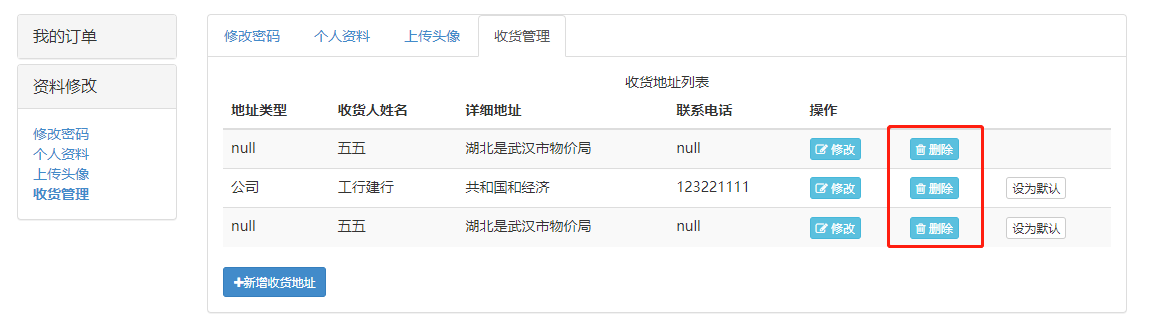 我的订单
资料修改
修改密码
个人资料
上传头像
收货管理
修改密码 个人资料 上传头像 收货管理
收货地址列表
地址类型 收货人姓名 详细地址 联系电话 操作
null 五五 湖北是武汉市物价局 null 修改 删除
公司 工行建行 共和国和经济 123221111 修改 删除 设为默认
null 五五 湖北是武汉市物价局 null 修改 删除 设为默认
+新增收货地址